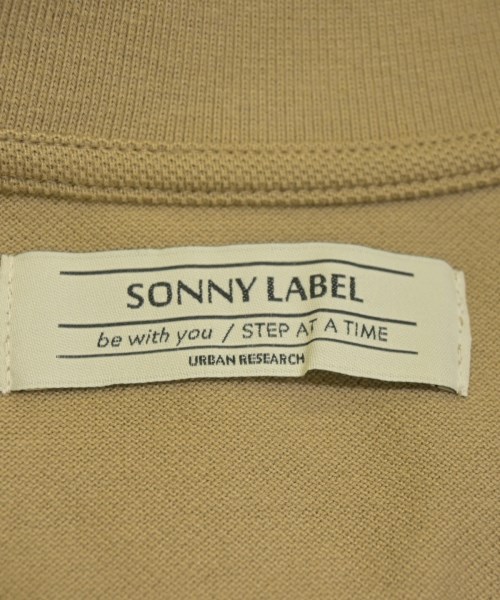 SONNY LABEL
be with you / STEP AT A TIME
URBAN RESEARCH